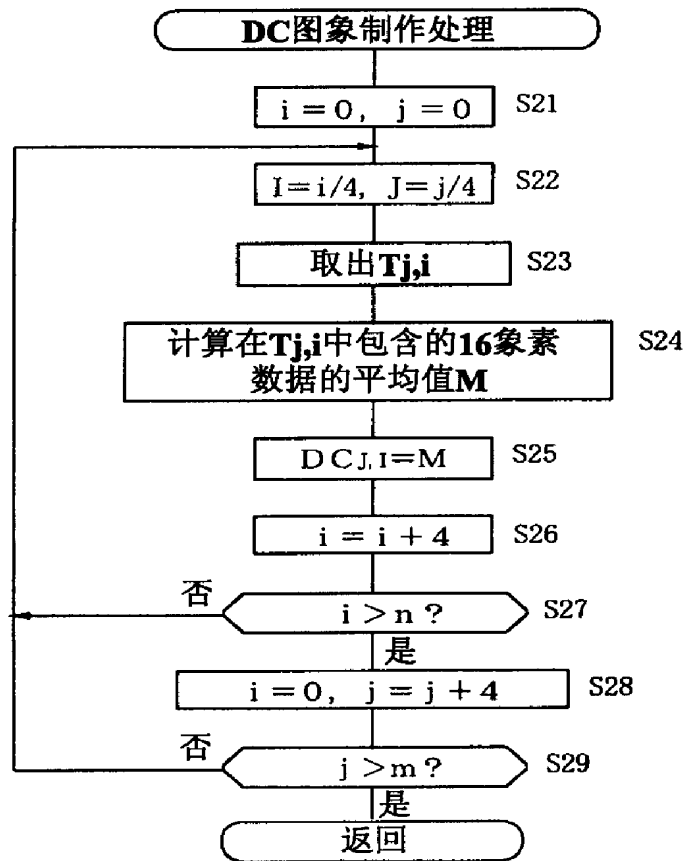 DC图象制作处理
i=0, j=0 S21
I=i/4, J=j/4 S22
取出Tj,i S23
计算在Tj,i中包含的16象素 S24
数据的平均值M
DCJ,I=M S25
i=i+4 S26
否
i>n? S27
是
i=0, j=j+4 S28
否
j>m? S29
是
返回